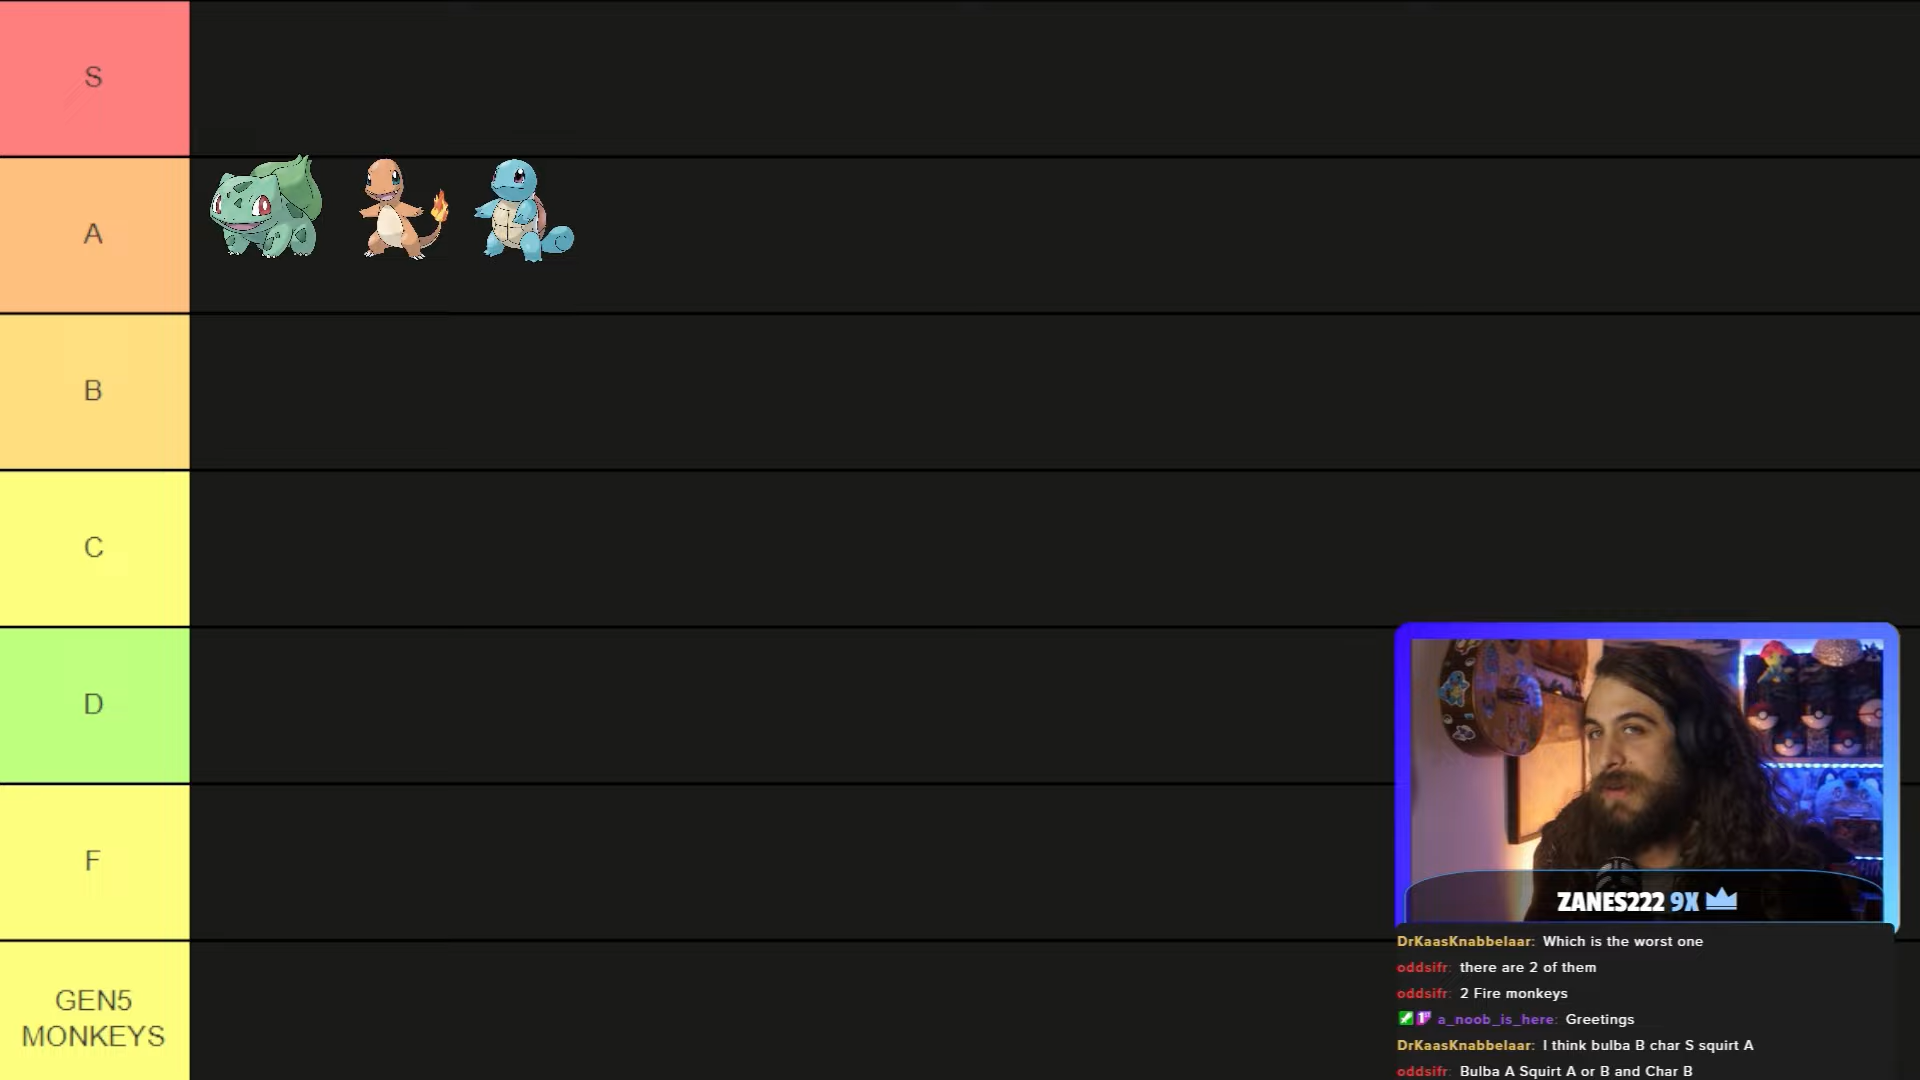 S
A
B
C
D
F
GEN5
MONKEYS
ZANES222 9X
DrKaasKnabbelaar: Which is the worst one
oddsifr: there are 2 of them
oddsifr: 2 Fire monkeys
a_noob_is_here: Greetings
DrKaasKnabbelaar: I think bulba B char S squirt A
oddsifr: Bulba A Squirt A or B and Char B